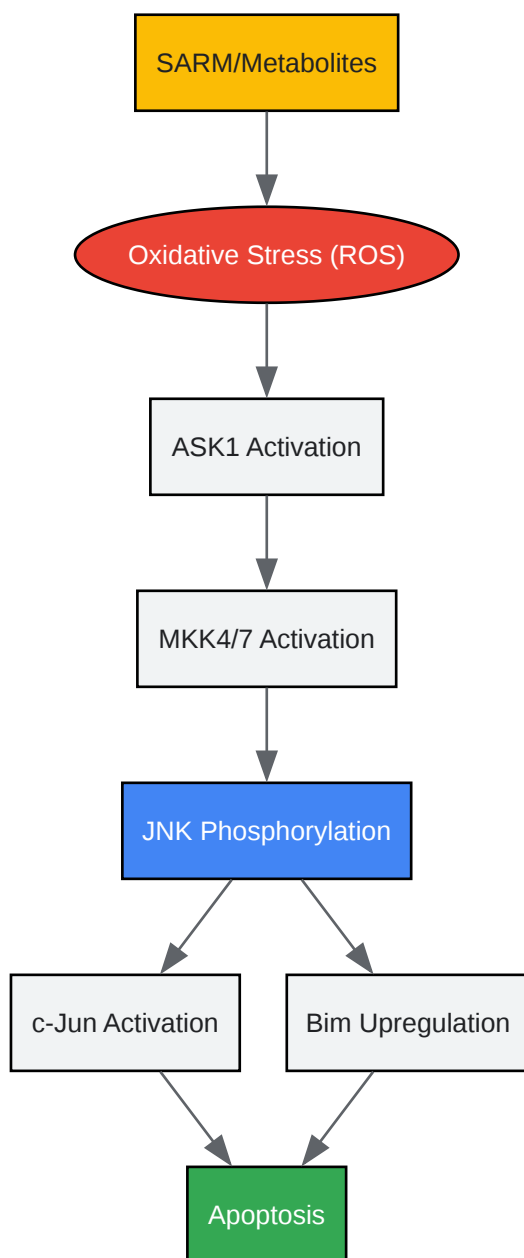 SARM/Metabolites
Oxidative Stress (ROS)
ASK1 Activation
MKK4/7 Activation
JNK Phosphorylation
c-Jun Activation
Bim Upregulation
Apoptosis